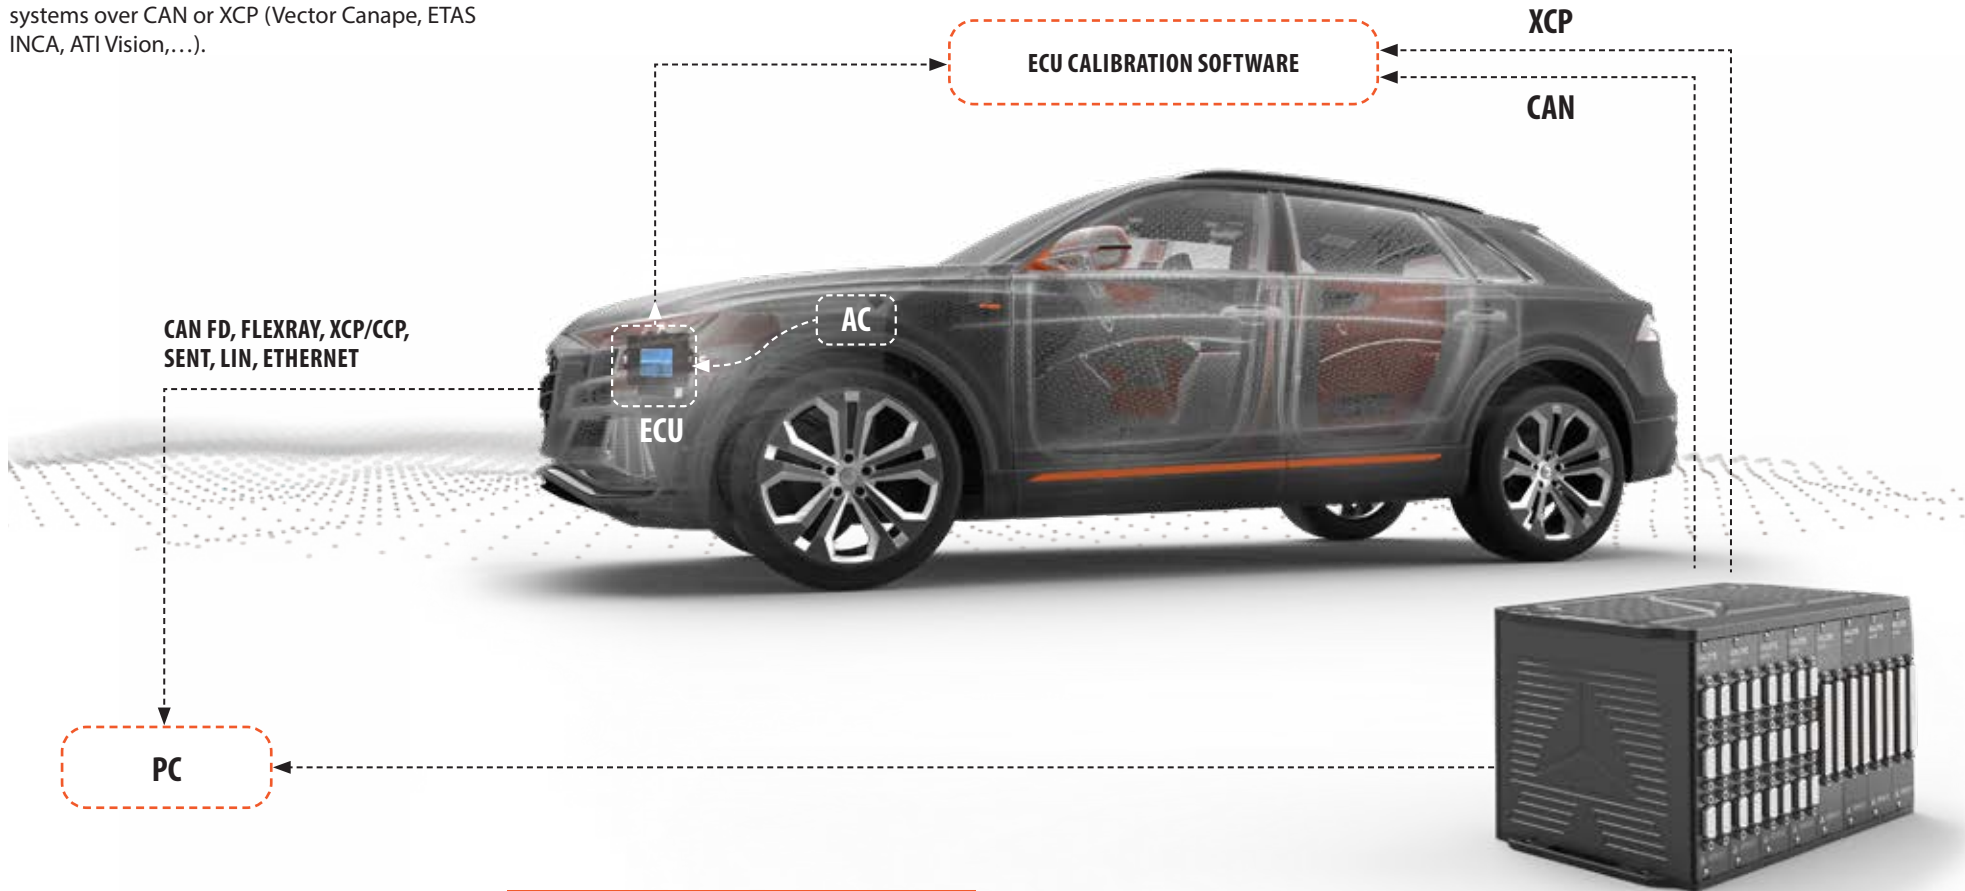 systems over CAN or XCP (Vector Canape, ETAS
INCA, ATI Vision,…).
XCP
ECU CALIBRATION SOFTWARE
CAN
AC
CAN FD, FLEXRAY, XCP/CCP,
SENT, LIN, ETHERNET
ECU
PC